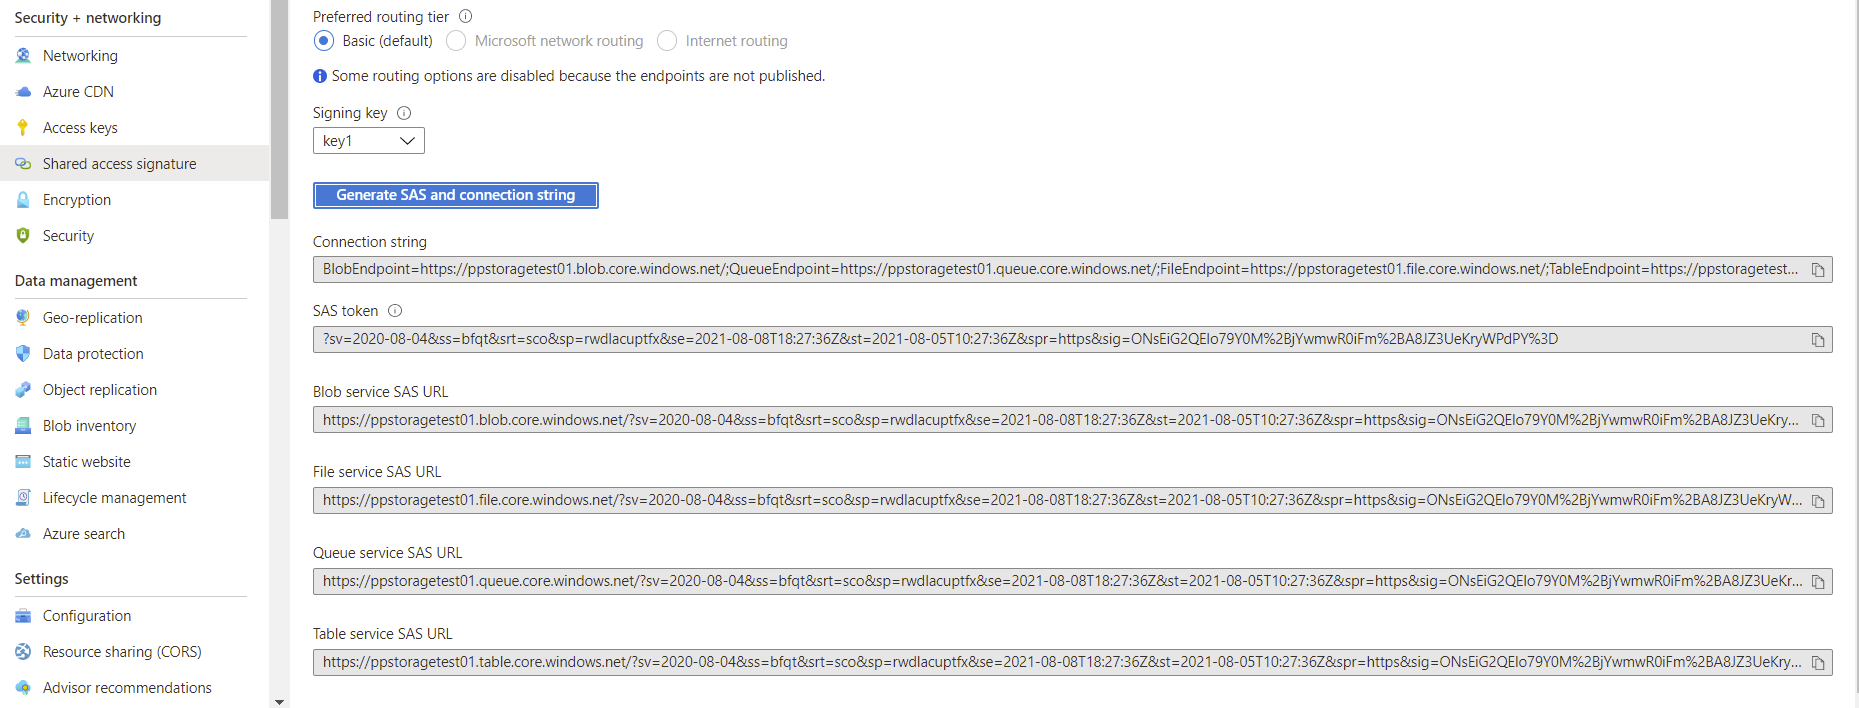 Security + networking
Networking
Azure CDN
Access keys
Shared access signature
Encryption
Security
Data management
Geo-replication
Data protection
Object replication
Blob inventory
Static website
Lifecycle management
Azure search
Settings
Configuration
Resource sharing (CORS)
Advisor recommendations
Preferred routing tier
Basic (default) Microsoft network routing Internet routing
Some routing options are disabled because the endpoints are not published.
Signing key
key1
Generate SAS and connection string
Connection string
BlobEndpoint=https://ppstoragetest01.blob.core.windows.net/;QueueEndpoint=https://ppstoragetest01.queue.core.windows.net/;FileEndpoint=https://ppstoragetest01.file.core.windows.net/;TableEndpoint=https://ppstoragetest...
SAS token
?sv=2020-08-04&ss=bfqt&srt=sco&sp=rwdlacuptfx&se=2021-08-08T18:27:36Z&st=2021-08-05T10:27:36Z&spr=https&sig=ONsEiG2QEIo79Y0M%2BjYwmwR0iFm%2BA8JZ3UeKryWPdPY%3D
Blob service SAS URL
https://ppstoragetest01.blob.core.windows.net/?sv=2020-08-04&ss=bfqt&srt=sco&sp=rwdlacuptfx&se=2021-08-08T18:27:36Z&st=2021-08-05T10:27:36Z&spr=https&sig=ONsEiG2QEIo79Y0M%2BjYwmwR0iFm%2BA8JZ3UeKry...
File service SAS URL
https://ppstoragetest01.file.core.windows.net/?sv=2020-08-04&ss=bfqt&srt=sco&sp=rwdlacuptfx&se=2021-08-08T18:27:36Z&st=2021-08-05T10:27:36Z&spr=https&sig=ONsEiG2QEIo79Y0M%2BjYwmwR0iFm%2BA8JZ3UeKryW...
Queue service SAS URL
https://ppstoragetest01.queue.core.windows.net/?sv=2020-08-04&ss=bfqt&srt=sco&sp=rwdlacuptfx&se=2021-08-08T18:27:36Z&st=2021-08-05T10:27:36Z&spr=https&sig=ONsEiG2QEIo79Y0M%2BjYwmwR0iFm%2BA8JZ3UeKr...
Table service SAS URL
https://ppstoragetest01.table.core.windows.net/?sv=2020-08-04&ss=bfqt&srt=sco&sp=rwdlacuptfx&se=2021-08-08T18:27:36Z&st=2021-08-05T10:27:36Z&spr=https&sig=ONsEiG2QEIo79Y0M%2BjYwmwR0iFm%2BA8JZ3UeKry...